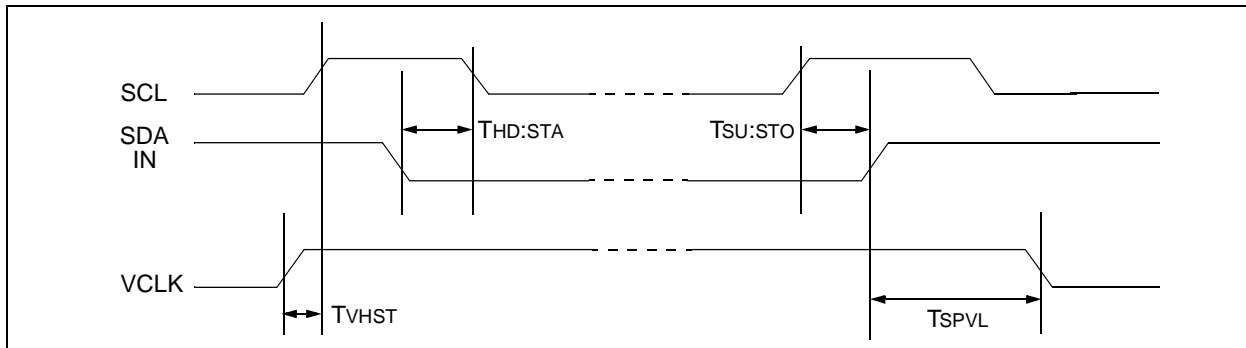 SCL
THD:STA
TSU:STO
SDA
IN
VCLK
TVHST
TSPVL